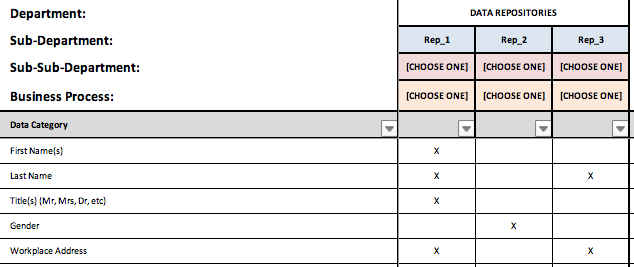 Department: DATA REPOSITORIES
Sub-Department: Rep_1 Rep_2 Rep_3
Sub-Sub-Department: [CHOOSE ONE] [CHOOSE ONE] [CHOOSE ONE]
Business Process: [CHOOSE ONE] [CHOOSE ONE] [CHOOSE ONE]
Data Category
First Name(s) X
Last Name X X
Title(s) (Mr, Mrs, Dr, etc) X
Gender X
Workplace Address X X